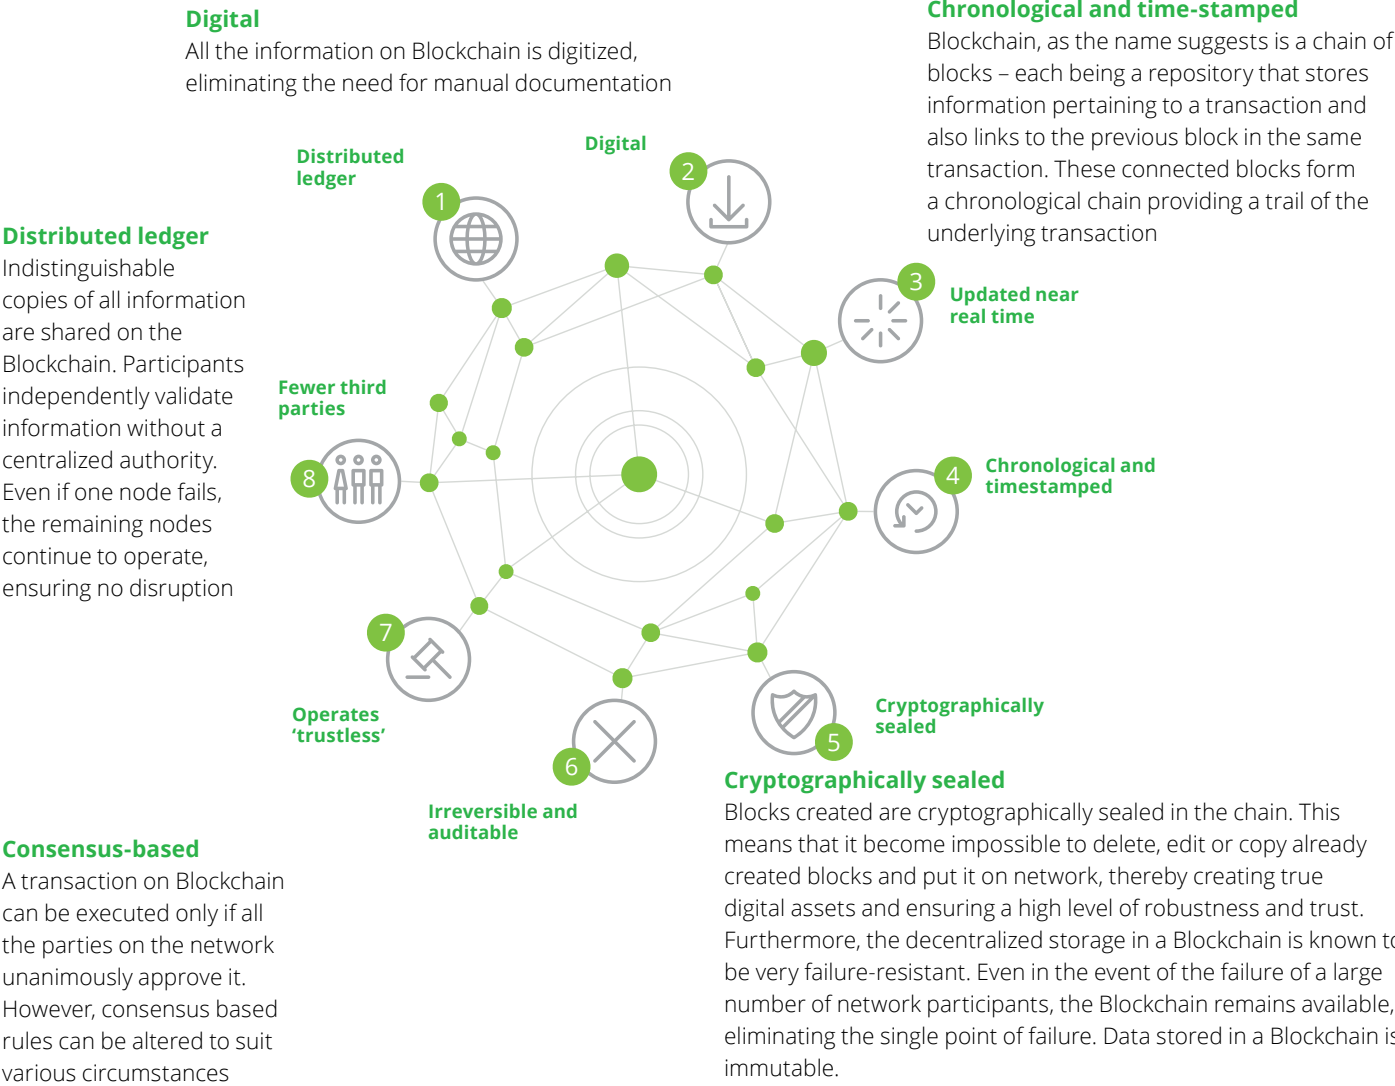 Digital
All the information on Blockchain is digitized,
eliminating the need for manual documentation
Chronological and time-stamped
Blockchain, as the name suggests is a chain of
blocks – each being a repository that stores
information pertaining to a transaction and
also links to the previous block in the same
transaction. These connected blocks form
a chronological chain providing a trail of the
underlying transaction
Distributed ledger
Indistinguishable
copies of all information
are shared on the
Blockchain. Participants
independently validate
information without a
centralized authority.
Even if one node fails,
the remaining nodes
continue to operate,
ensuring no disruption
Distributed
ledger
1
Digital
2
3
Updated near
real time
4
Chronological and
timestamped
5
Cryptographically
sealed
6
Irreversible and
auditable
7
Operates
‘trustless’
8
Fewer third
parties
Consensus-based
A transaction on Blockchain
can be executed only if all
the parties on the network
unanimously approve it.
However, consensus based
rules can be altered to suit
various circumstances
Cryptographically sealed
Blocks created are cryptographically sealed in the chain. This
means that it become impossible to delete, edit or copy already
created blocks and put it on network, thereby creating true
digital assets and ensuring a high level of robustness and trust.
Furthermore, the decentralized storage in a Blockchain is known to
be very failure-resistant. Even in the event of the failure of a large
number of network participants, the Blockchain remains available,
eliminating the single point of failure. Data stored in a Blockchain is
immutable.